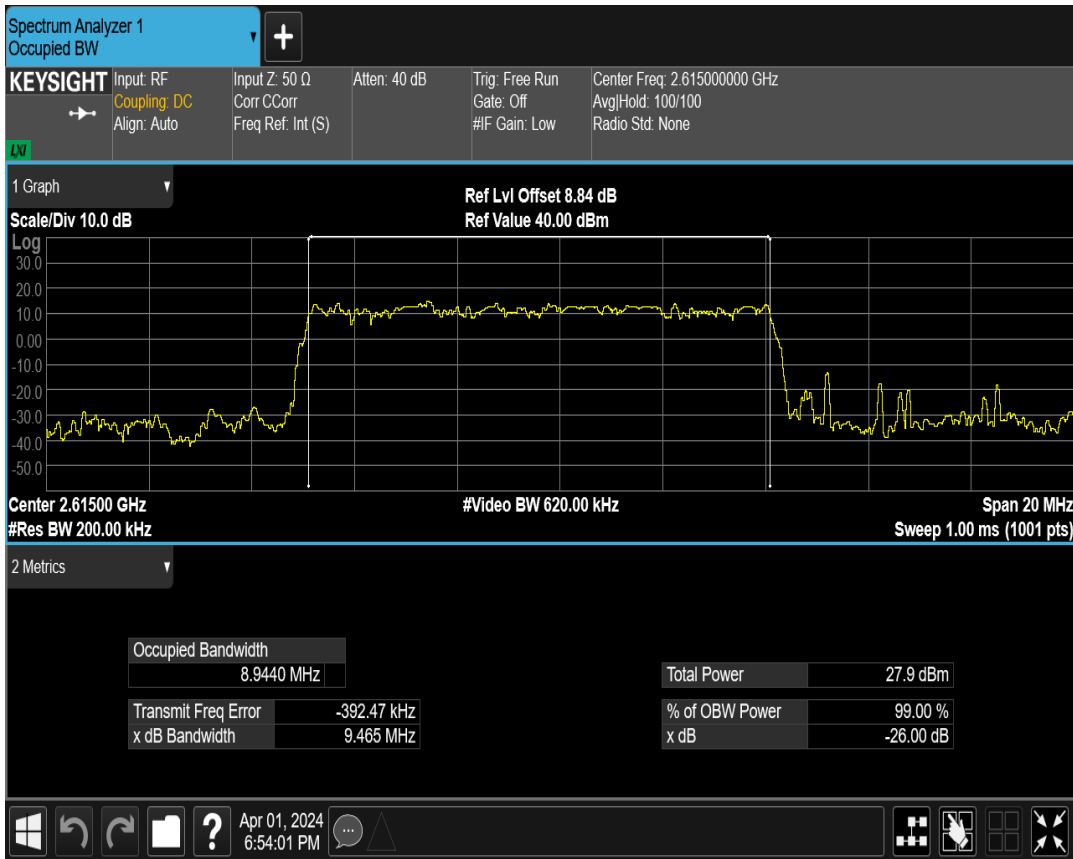 Spectrum Analyzer 1
Occupied BW
+
KEYSIGHT
LXI
Input: RF
Coupling: DC
Align: Auto
Input Z: 50 Ω
Corr CCorr
Freq Ref: Int (S)
Atten: 40 dB
Trig: Free Run
Gate: Off
#IF Gain: Low
Center Freq: 2.615000000 GHz
Avg|Hold: 100/100
Radio Std: None
1 Graph
Scale/Div 10.0 dB
Ref Lvl Offset 8.84 dB
Ref Value 40.00 dBm
Log
30.0
20.0
10.0
0.00
-10.0
-20.0
-30.0
-40.0
-50.0
Center 2.61500 GHz
#Video BW 620.00 kHz
Span 20 MHz
#Res BW 200.00 kHz
Sweep 1.00 ms (1001 pts)
2 Metrics
Occupied Bandwidth
8.9440 MHz
Total Power 27.9 dBm
Transmit Freq Error -392.47 kHz
% of OBW Power 99.00 %
x dB Bandwidth 9.465 MHz
x dB -26.00 dB
?
Apr 01, 2024
6:54:01 PM